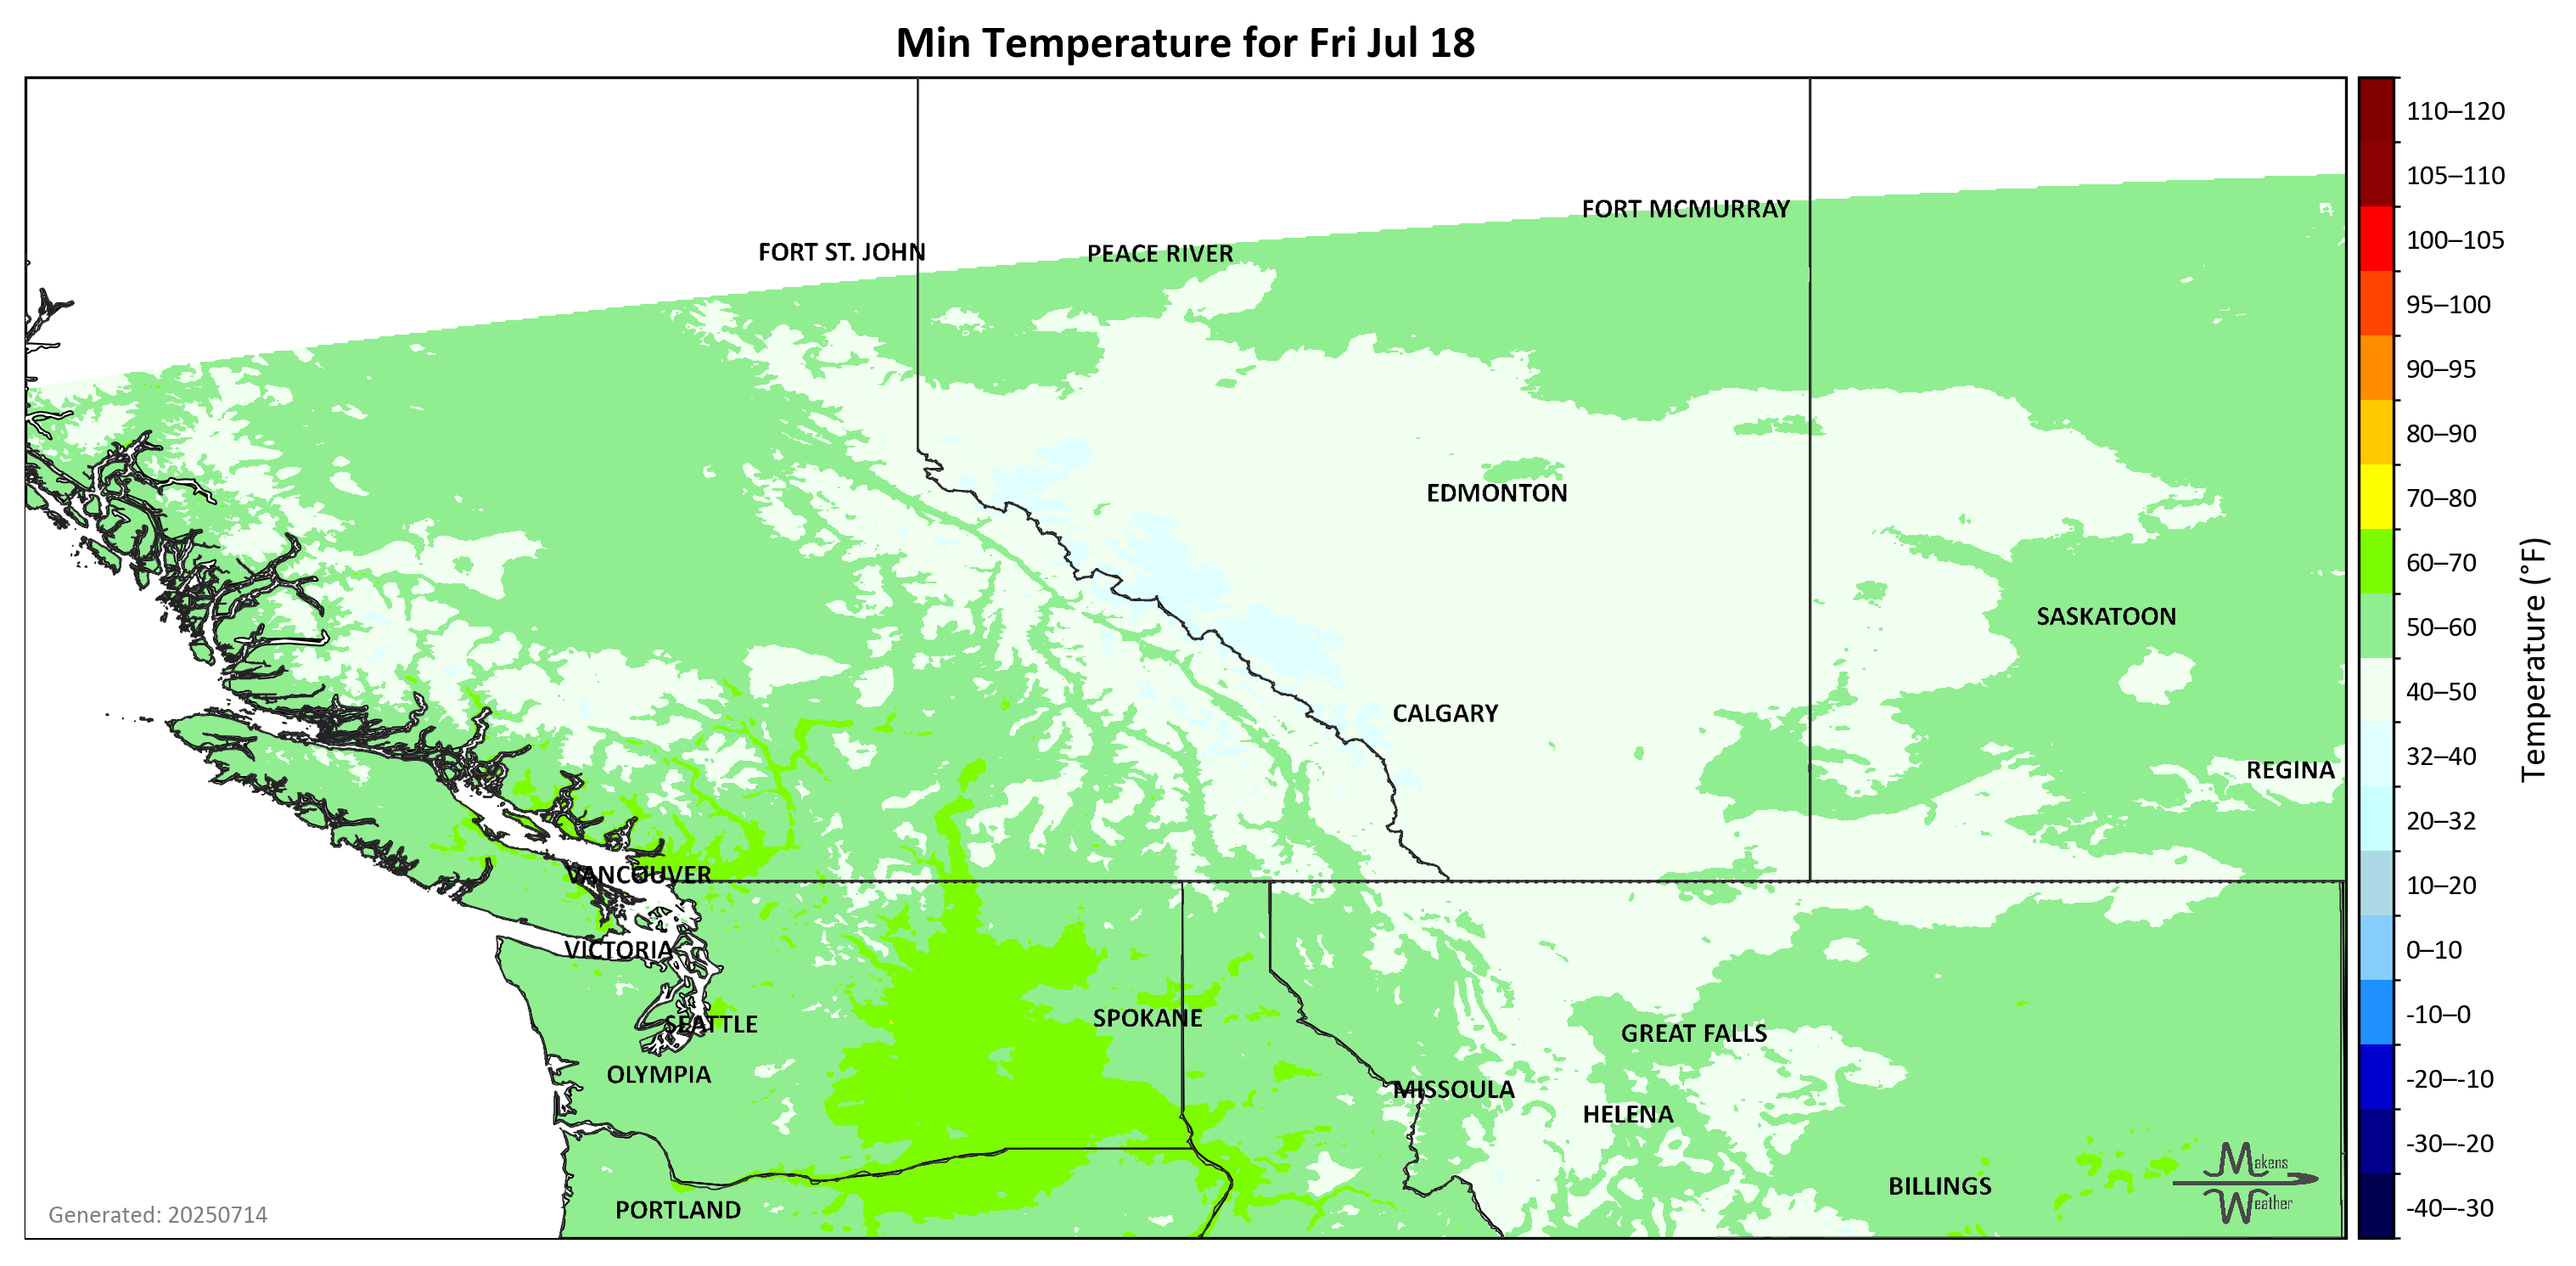 Min Temperature for Fri Jul 18
FORT MCMURRAY
FORT ST. JOHN
PEACE RIVER
EDMONTON
SASKATOON
CALGARY
REGINA
VANCOUVER
VICTORIA
SEATTLE
SPOKANE
GREAT FALLS
OLYMPIA
MISSOULA
HELENA
BILLINGS
PORTLAND
Generated: 20250714
Makens
Weather
110–120
105–110
100–105
95–100
90–95
80–90
70–80
60–70
50–60
40–50
32–40
20–32
10–20
0–10
-10–0
-20–-10
-30–-20
-40–-30
Temperature (°F)